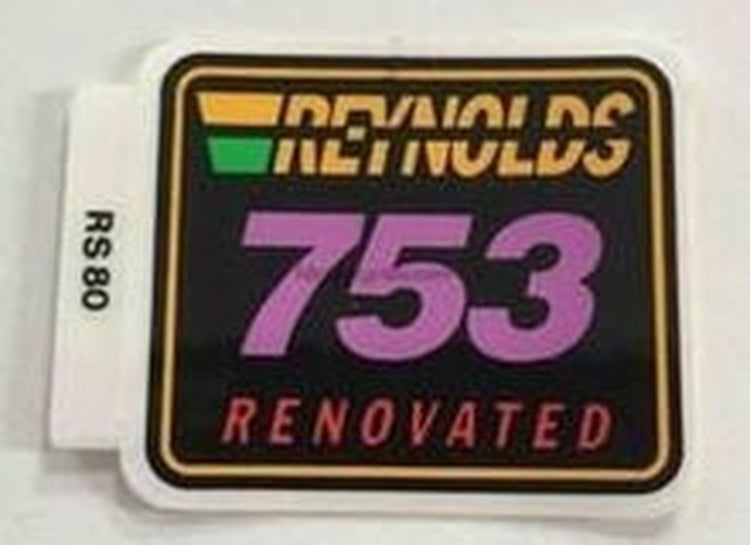 REYNOLDS
753
RENOVATED
RS 80